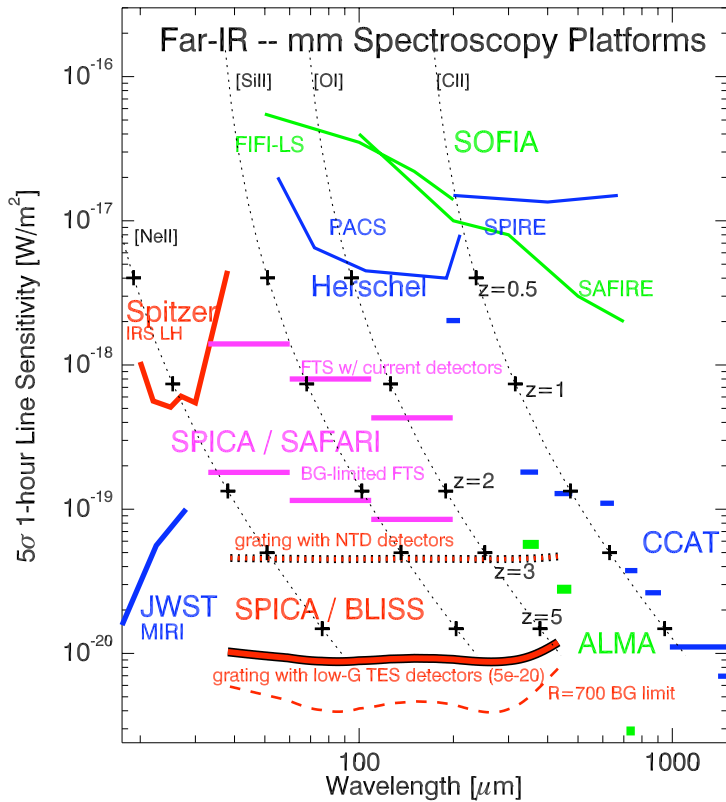 Far-IR -- mm Spectroscopy Platforms
10⁻¹⁶
[SiII] [OI] [CII]
FIFI-LS
SOFIA
10⁻¹⁷
[NeII]
PACS
SPIRE
Herschel
z=0.5
SAFIRE
Spitzer
IRS LH
10⁻¹⁸
FTS w/ current detectors
z=1
SPICA / SAFARI
BG-limited FTS
z=2
10⁻¹⁹
grating with NTD detectors
CCAT
z=3
JWST
MIRI
SPICA / BLISS
z=5
ALMA
10⁻²⁰
grating with low-G TES detectors (5e-20)
R=700 BG limit
5σ 1-hour Line Sensitivity [W/m²]
100
1000
Wavelength [μm]